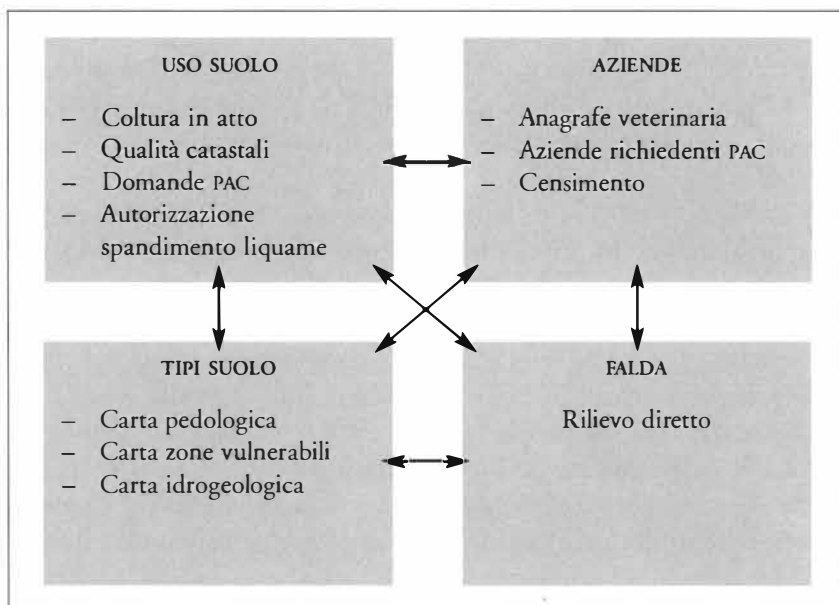 USO SUOLO
– Coltura in atto
– Qualità catastali
– Domande PAC
– Autorizzazione
spandimento liquame
AZIENDE
– Anagrafe veterinaria
– Aziende richiedenti PAC
– Censimento
TIPI SUOLO
– Carta pedologica
– Carta zone vulnerabili
– Carta idrogeologica
FALDA
Rilievo diretto